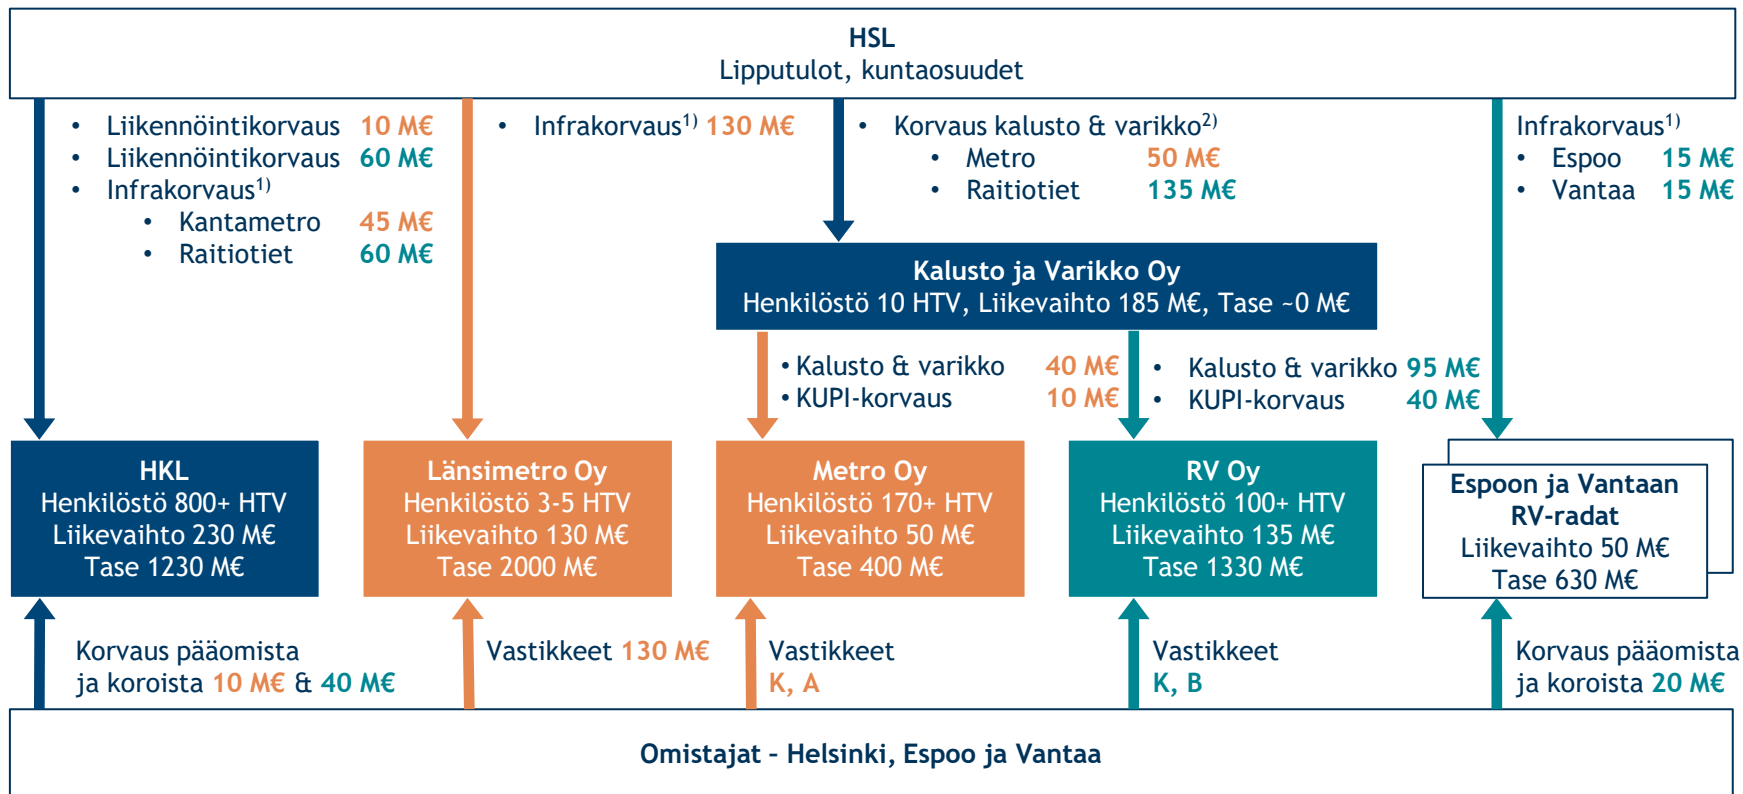 HSL
Lipputulot, kuntaosuudet
• Liikennöintikorvaus 10 M€
• Liikennöintikorvaus 60 M€
• Infrakorvaus1)
• Kantametro 45 M€
• Raitiotiet 60 M€
• Infrakorvaus1) 130 M€
• Korvaus kalusto & varikko2)
• Metro 50 M€
• Raitiotiet 135 M€
Infrakorvaus1)
• Espoo 15 M€
• Vantaa 15 M€
Kalusto ja Varikko Oy
Henkilöstö 10 HTV, Liikevaihto 185 M€, Tase ~0 M€
• Kalusto & varikko 40 M€
• KUPI-korvaus 10 M€
• Kalusto & varikko 95 M€
• KUPI-korvaus 40 M€
HKL
Henkilöstö 800+ HTV
Liikevaihto 230 M€
Tase 1230 M€
Länsimetro Oy
Henkilöstö 3-5 HTV
Liikevaihto 130 M€
Tase 2000 M€
Metro Oy
Henkilöstö 170+ HTV
Liikevaihto 50 M€
Tase 400 M€
RV Oy
Henkilöstö 100+ HTV
Liikevaihto 135 M€
Tase 1330 M€
Espoon ja Vantaan
RV-radat
Liikevaihto 50 M€
Tase 630 M€
Korvaus pääomista
ja koroista 10 M€ & 40 M€
Vastikkeet 130 M€
Vastikkeet
K, A
Vastikkeet
K, B
Korvaus pääomista
ja koroista 20 M€
Omistajat – Helsinki, Espoo ja Vantaa